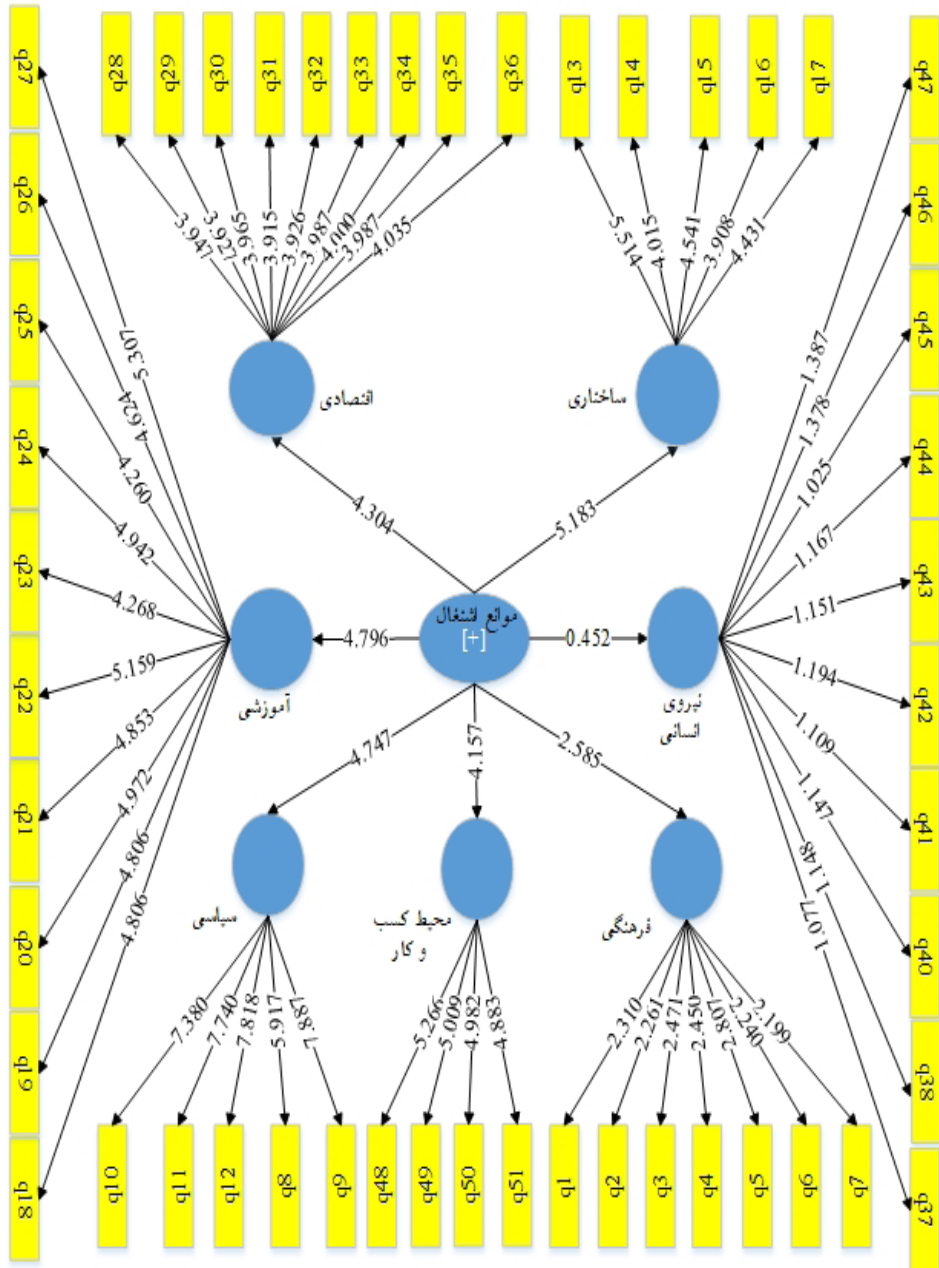 q28
q29
q30
q31
q32
q33
q34
q35
q36
q13
q14
q15
q16
q17
3.947
3.927
3.965
3.915
3.926
3.987
4.000
3.987
4.035
5.514
4.015
4.541
3.908
4.431
اقتصادی
ساختاری
q27
q26
q25
q24
q23
q22
q21
q20
q19
q18
5.307
4.624
4.260
4.942
4.268
5.159
4.853
4.972
4.806
4.806
آموزشی
4.304
5.183
موانع اشتغال
[+]
4.796
0.452
4.747
4.157
2.585
نیروی
انسانی
q47
q46
q45
q44
q43
q42
q41
q40
q38
q37
1.387
1.378
1.025
1.167
1.151
1.194
1.109
1.147
1.148
1.077
سیاسی
محیط کسب
و کار
فرهنگی
7.380
7.740
7.818
5.917
7.887
5.266
5.009
4.982
4.883
2.310
2.261
2.471
2.450
2.807
2.240
2.199
q10
q11
q12
q8
q9
q48
q49
q50
q51
q1
q2
q3
q4
q5
q6
q7